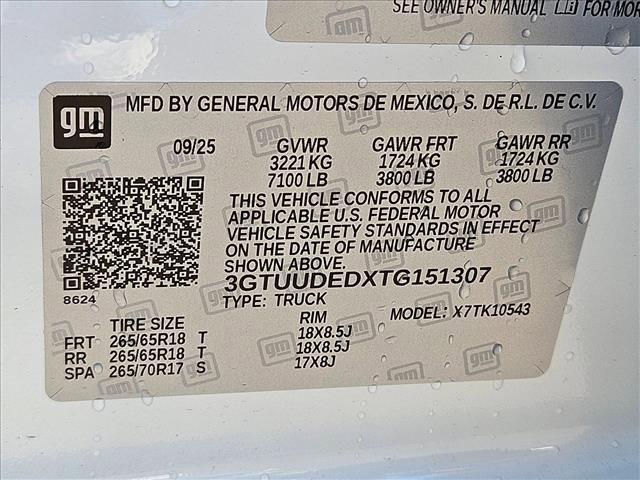 SEE OWNER'S MANUAL FOR MOR
gm
MFD BY GENERAL MOTORS DE MEXICO, S. DE R.L. DE C.V.
09/25 GVWR GAWR FRT GAWR RR
3221 KG 1724 KG 1724 KG
7100 LB 3800 LB 3800 LB
THIS VEHICLE CONFORMS TO ALL
APPLICABLE U.S. FEDERAL MOTOR
VEHICLE SAFETY STANDARDS IN EFFECT
ON THE DATE OF MANUFACTURE
SHOWN ABOVE.
3GTUUDEDXTG151307
8624
TYPE: TRUCK MODEL: X7TK10543
TIRE SIZE RIM
FRT 265/65R18 T 18X8.5J
RR 265/65R18 T 18X8.5J
SPA 265/70R17 S 17X8J